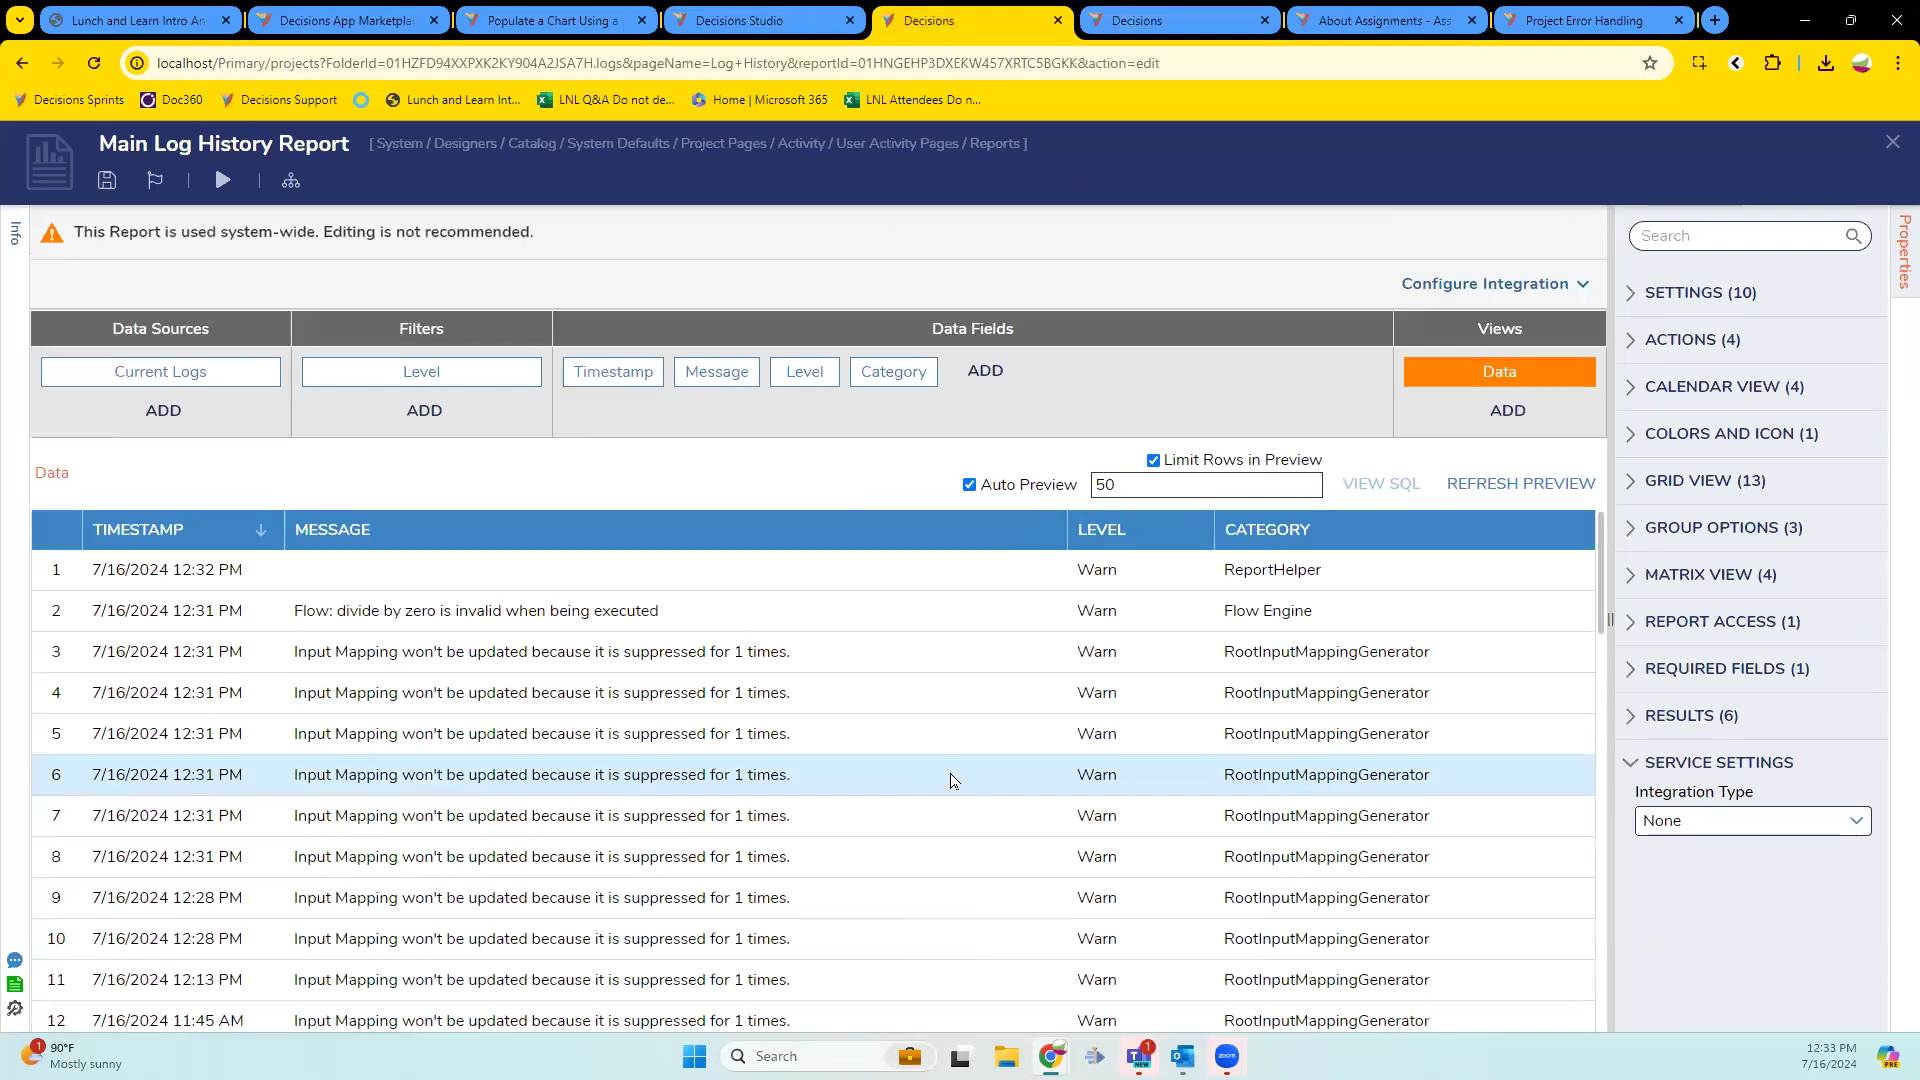 Lunch and Learn Intro An
Decisions App Marketpla
Populate a Chart Using a
Decisions Studio
Decisions
Decisions
About Assignments - Ass
Project Error Handling
localhost/Primary/projects?FolderId=01HZFD94XXPXK2KY904A2JSA7H.logs&pageName=Log+History&reportId=01HNGEHP3DXEKW457XRTC5BGKK&action=edit
Decisions Sprints
Doc360
Decisions Support
Lunch and Learn Int...
LNL Q&A Do not de...
Home | Microsoft 365
LNL Attendees Do n...
Main Log History Report [ System / Designers / Catalog / System Defaults / Project Pages / Activity / User Activity Pages / Reports ]
Info
This Report is used system-wide. Editing is not recommended.
Configure Integration
Data Sources Filters Data Fields Views
Current Logs Level Timestamp Message Level Category ADD Data
ADD ADD ADD
Data
Limit Rows in Preview
Auto Preview 50 VIEW SQL REFRESH PREVIEW
TIMESTAMP MESSAGE LEVEL CATEGORY
1 7/16/2024 12:32 PM Warn ReportHelper
2 7/16/2024 12:31 PM Flow: divide by zero is invalid when being executed Warn Flow Engine
3 7/16/2024 12:31 PM Input Mapping won't be updated because it is suppressed for 1 times. Warn RootInputMappingGenerator
4 7/16/2024 12:31 PM Input Mapping won't be updated because it is suppressed for 1 times. Warn RootInputMappingGenerator
5 7/16/2024 12:31 PM Input Mapping won't be updated because it is suppressed for 1 times. Warn RootInputMappingGenerator
6 7/16/2024 12:31 PM Input Mapping won't be updated because it is suppressed for 1 times. Warn RootInputMappingGenerator
7 7/16/2024 12:31 PM Input Mapping won't be updated because it is suppressed for 1 times. Warn RootInputMappingGenerator
8 7/16/2024 12:31 PM Input Mapping won't be updated because it is suppressed for 1 times. Warn RootInputMappingGenerator
9 7/16/2024 12:28 PM Input Mapping won't be updated because it is suppressed for 1 times. Warn RootInputMappingGenerator
10 7/16/2024 12:28 PM Input Mapping won't be updated because it is suppressed for 1 times. Warn RootInputMappingGenerator
11 7/16/2024 12:13 PM Input Mapping won't be updated because it is suppressed for 1 times. Warn RootInputMappingGenerator
12 7/16/2024 11:45 AM Input Mapping won't be updated because it is suppressed for 1 times. Warn RootInputMappingGenerator
Search
Properties
SETTINGS (10)
ACTIONS (4)
CALENDAR VIEW (4)
COLORS AND ICON (1)
GRID VIEW (13)
GROUP OPTIONS (3)
MATRIX VIEW (4)
REPORT ACCESS (1)
REQUIRED FIELDS (1)
RESULTS (6)
SERVICE SETTINGS
Integration Type
None
1
90°F
Mostly sunny
Search
1
NEW
zoom
12:33 PM
7/16/2024
PRE